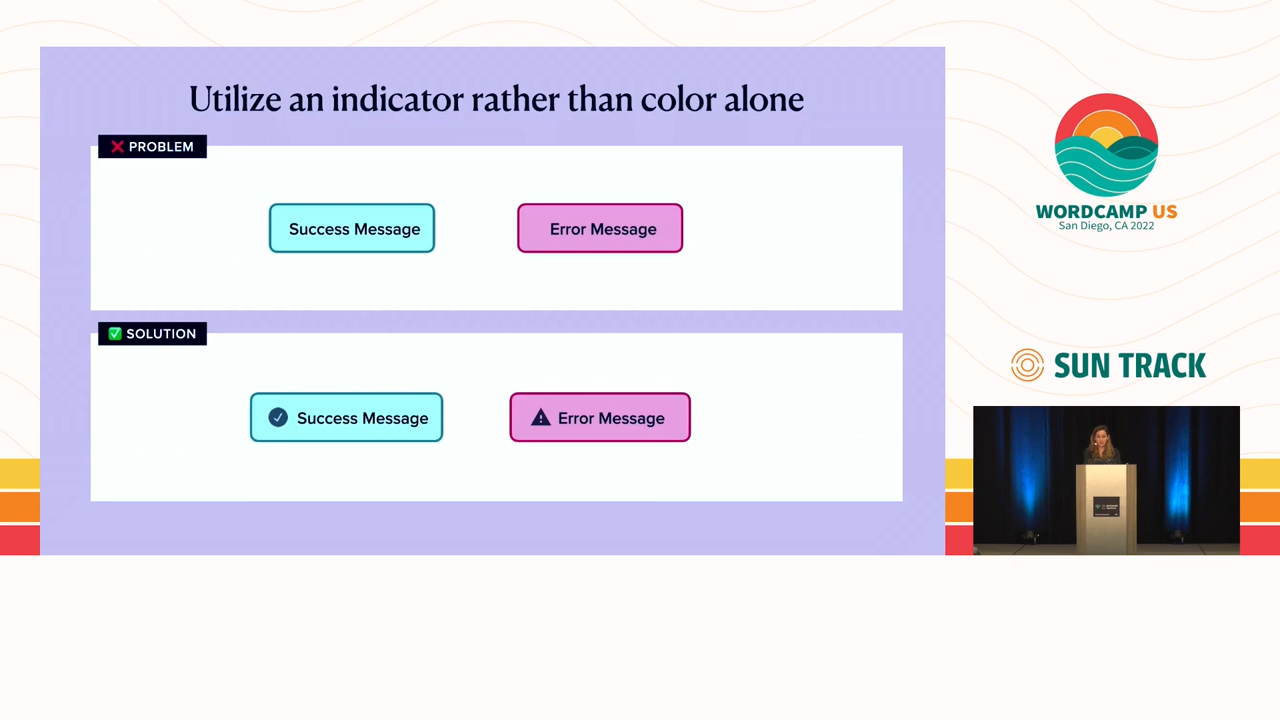 Utilize an indicator rather than color alone
PROBLEM
Success Message
Error Message
SOLUTION
Success Message
Error Message
WORDCAMP US
San Diego, CA 2022
SUN TRACK